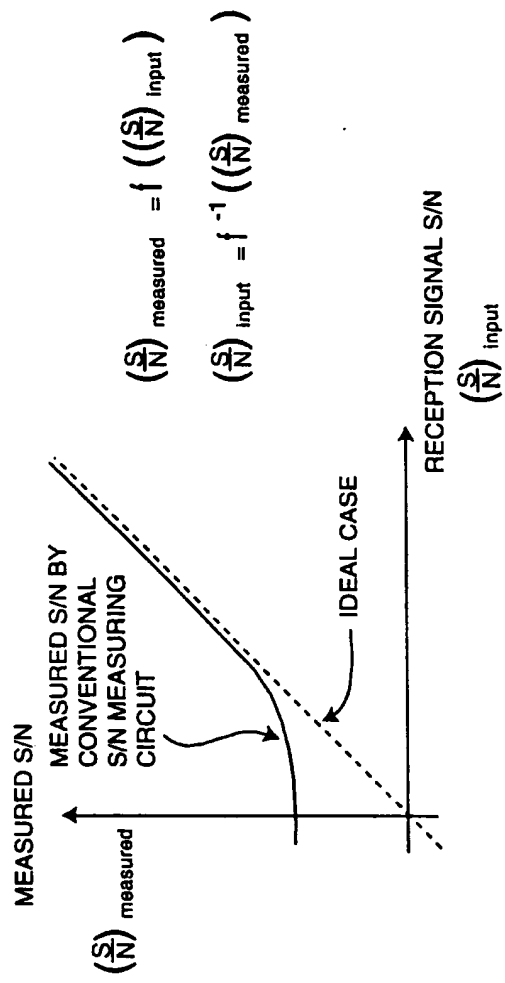 MEASURED S/N
(S/N) measured
MEASURED S/N BY
CONVENTIONAL
S/N MEASURING
CIRCUIT
(S/N) measured = f ((S/N) input)
(S/N) input = f -1 ((S/N) measured)
IDEAL CASE
RECEPTION SIGNAL S/N
(S/N) input